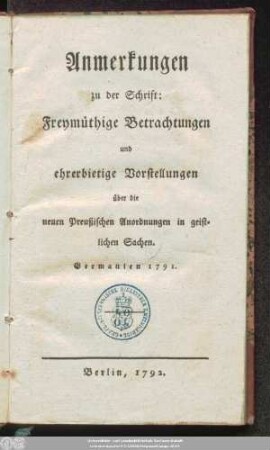 Anmerkungen
zu der Schrift:
Freymüthige Betrachtungen
und
ehrerbietige Vorstellungen
über die
neuen Preußischen Anordnungen in geist-
lichen Sachen.
Germanien 1791.
Berlin, 1792.